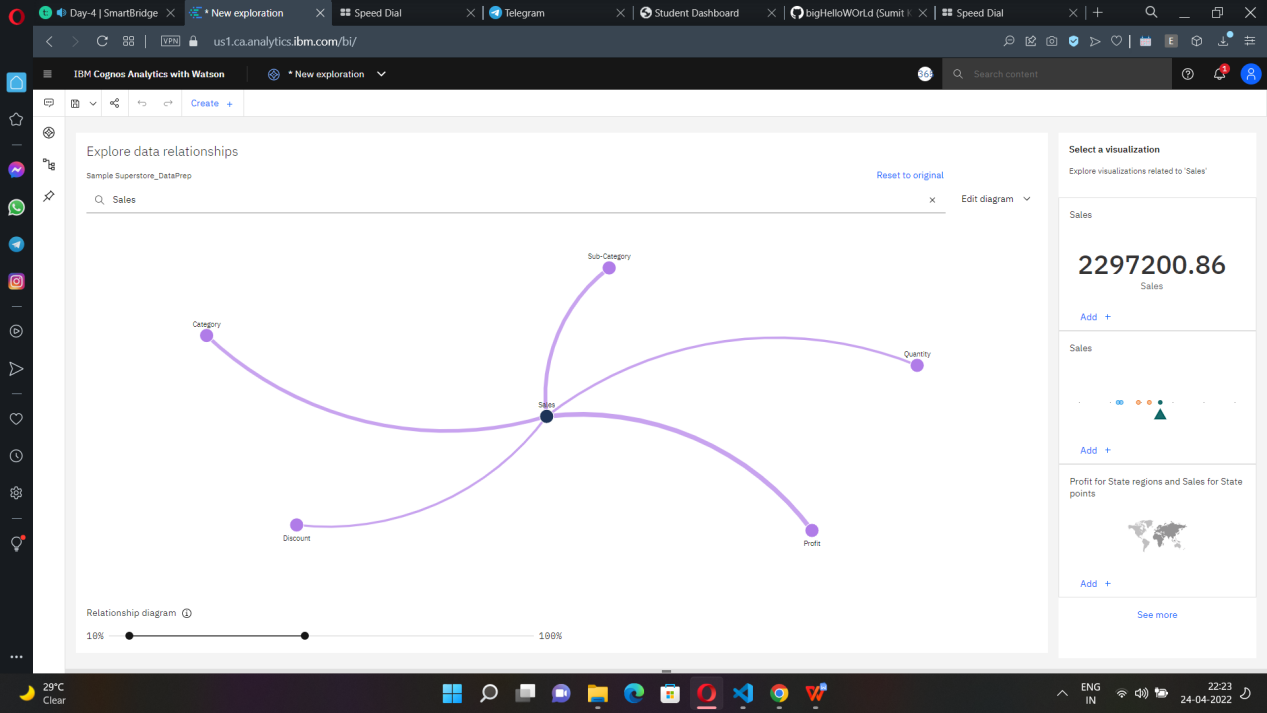 Day-4 | SmartBridge
* New exploration
Speed Dial
Telegram
Student Dashboard
bigHelloWOrLd (Sumit K
Speed Dial
VPN
us1.ca.analytics.ibm.com/bi/
E
IBM Cognos Analytics with Watson
* New exploration
365
Search content
1
Create +
Explore data relationships
Sample Superstore_DataPrep
Reset to original
Sales
Edit diagram
Sub-Category
Category
Quantity
Sales
Discount
Profit
Relationship diagram
10%
100%
Select a visualization
Explore visualizations related to 'Sales'
Sales
2297200.86
Sales
Add +
Sales
Add +
Profit for State regions and Sales for State
points
Add +
See more
29°C
Clear
ENG
IN
22:23
24-04-2022